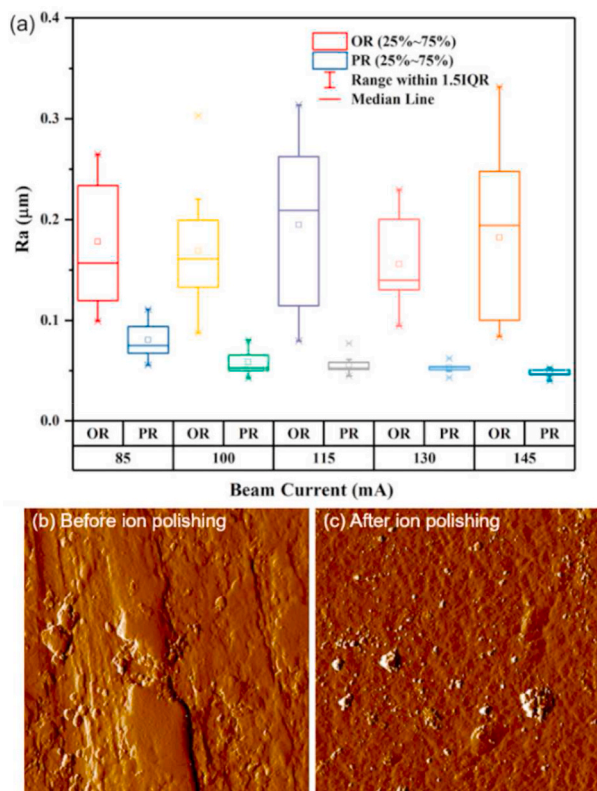 (a)
0.4
0.3
0.2
0.1
0.0
Ra (μm)
OR (25%~75%)
PR (25%~75%)
Range within 1.5IQR
Median Line
OR PR OR PR OR PR OR PR OR PR
85 100 115 130 145
Beam Current (mA)
(b) Before ion polishing
(c) After ion polishing